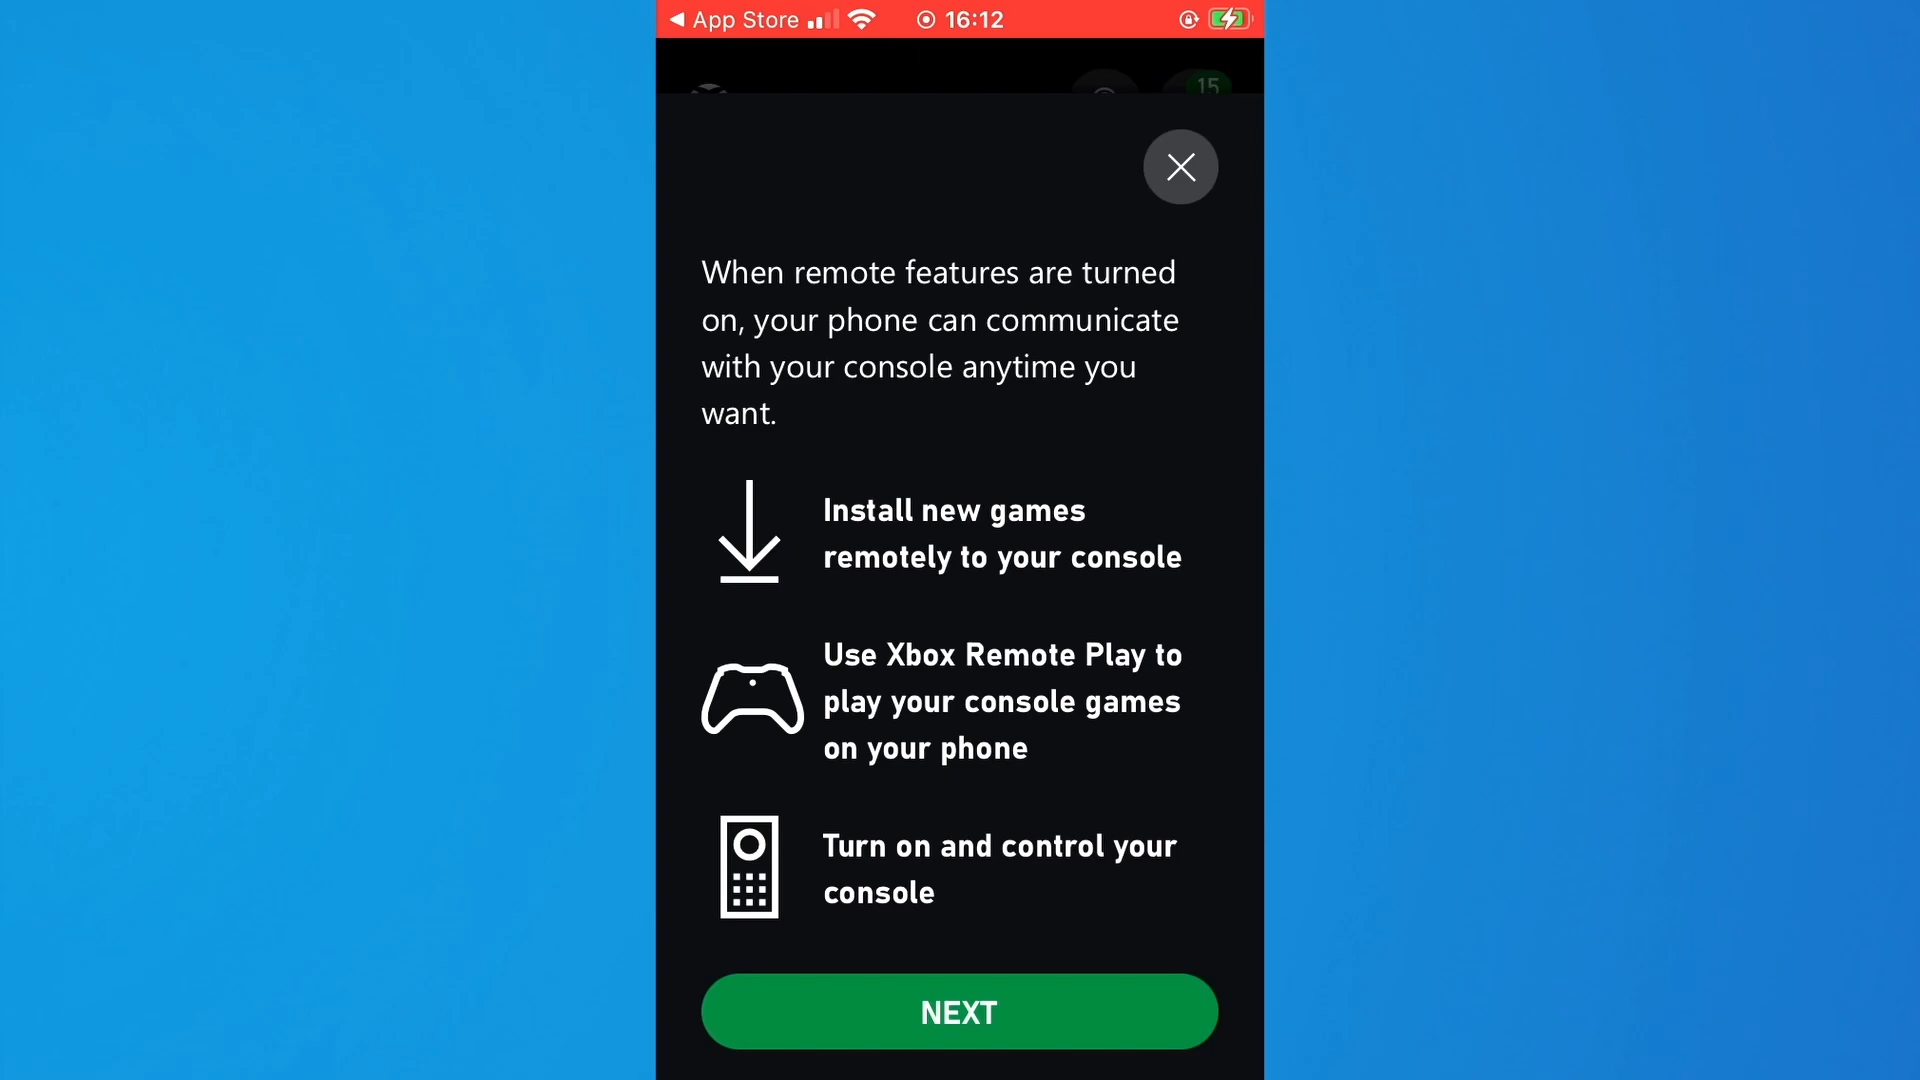 App Store 16:12
15
When remote features are turned
on, your phone can communicate
with your console anytime you
want.
Install new games
remotely to your console
Use Xbox Remote Play to
play your console games
on your phone
Turn on and control your
console
NEXT